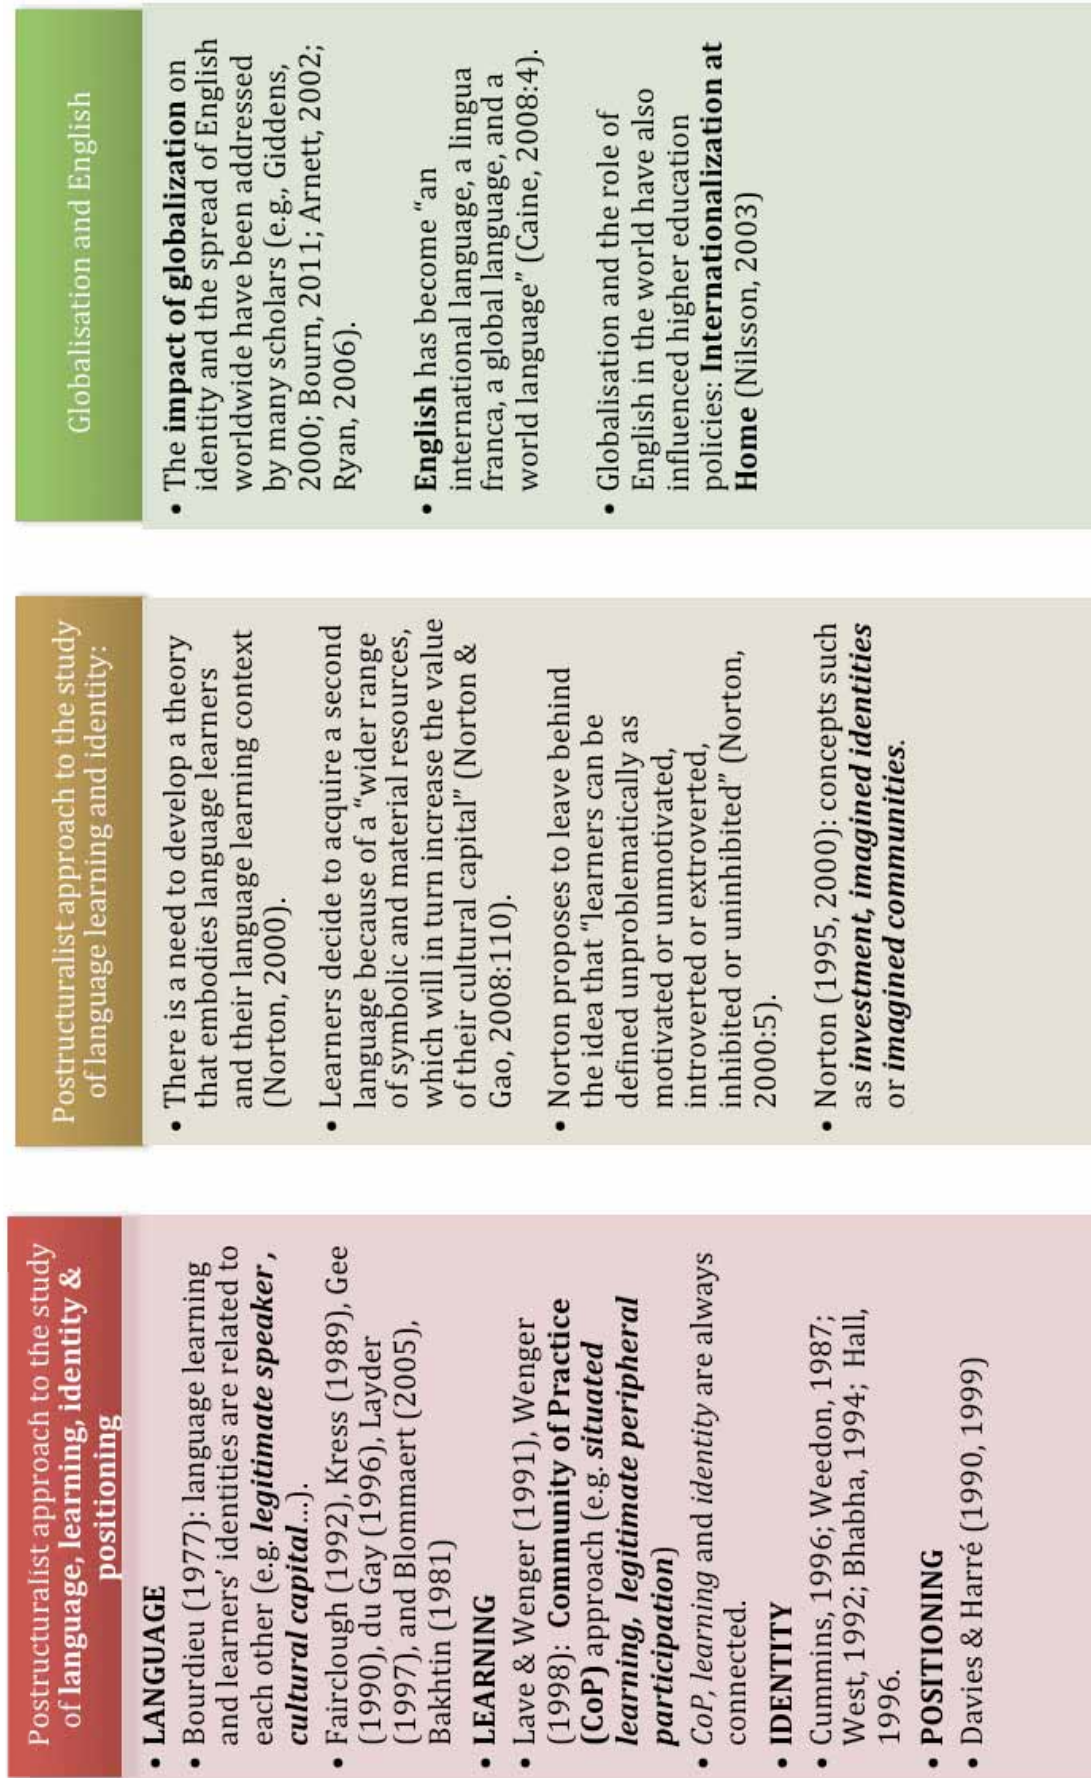 Postructuralist approach to the study
of language, learning, identity &
positioning
• LANGUAGE
• Bourdieu (1977): language learning
and learners' identities are related to
each other (e.g. legitimate speaker,
cultural capital...).
• Fairclough (1992), Kress (1989), Gee
(1990), du Gay (1996), Layder
(1997), and Blommaert (2005),
Bakhtin (1981)
• LEARNING
• Lave & Wenger (1991), Wenger
(1998): Community of Practice
(CoP) approach (e.g. situated
learning, legitimate peripheral
participation)
• CoP, learning and identity are always
connected.
• IDENTITY
• Cummins, 1996; Weedon, 1987;
West, 1992; Bhabha, 1994; Hall,
1996.
• POSITIONING
• Davies & Harré (1990, 1999)
Postructuralist approach to the study
of language learning and identity:
• There is a need to develop a theory
that embodies language learners
and their language learning context
(Norton, 2000).
• Learners decide to acquire a second
language because of a "wider range
of symbolic and material resources,
which will in turn increase the value
of their cultural capital" (Norton &
Gao, 2008:110).
• Norton proposes to leave behind
the idea that "learners can be
defined unproblematically as
motivated or unmotivated,
introverted or extroverted,
inhibited or uninhibited" (Norton,
2000:5).
• Norton (1995, 2000): concepts such
as investment, imagined identities
or imagined communities.
Globalisation and English
• The impact of globalization on
identity and the spread of English
worldwide have been addressed
by many scholars (e.g., Giddens,
2000; Bourn, 2011; Arnett, 2002;
Ryan, 2006).
• English has become "an
international language, a lingua
franca, a global language, and a
world language" (Caine, 2008:4).
• Globalisation and the role of
English in the world have also
influenced higher education
policies: Internationalization at
Home (Nilsson, 2003)